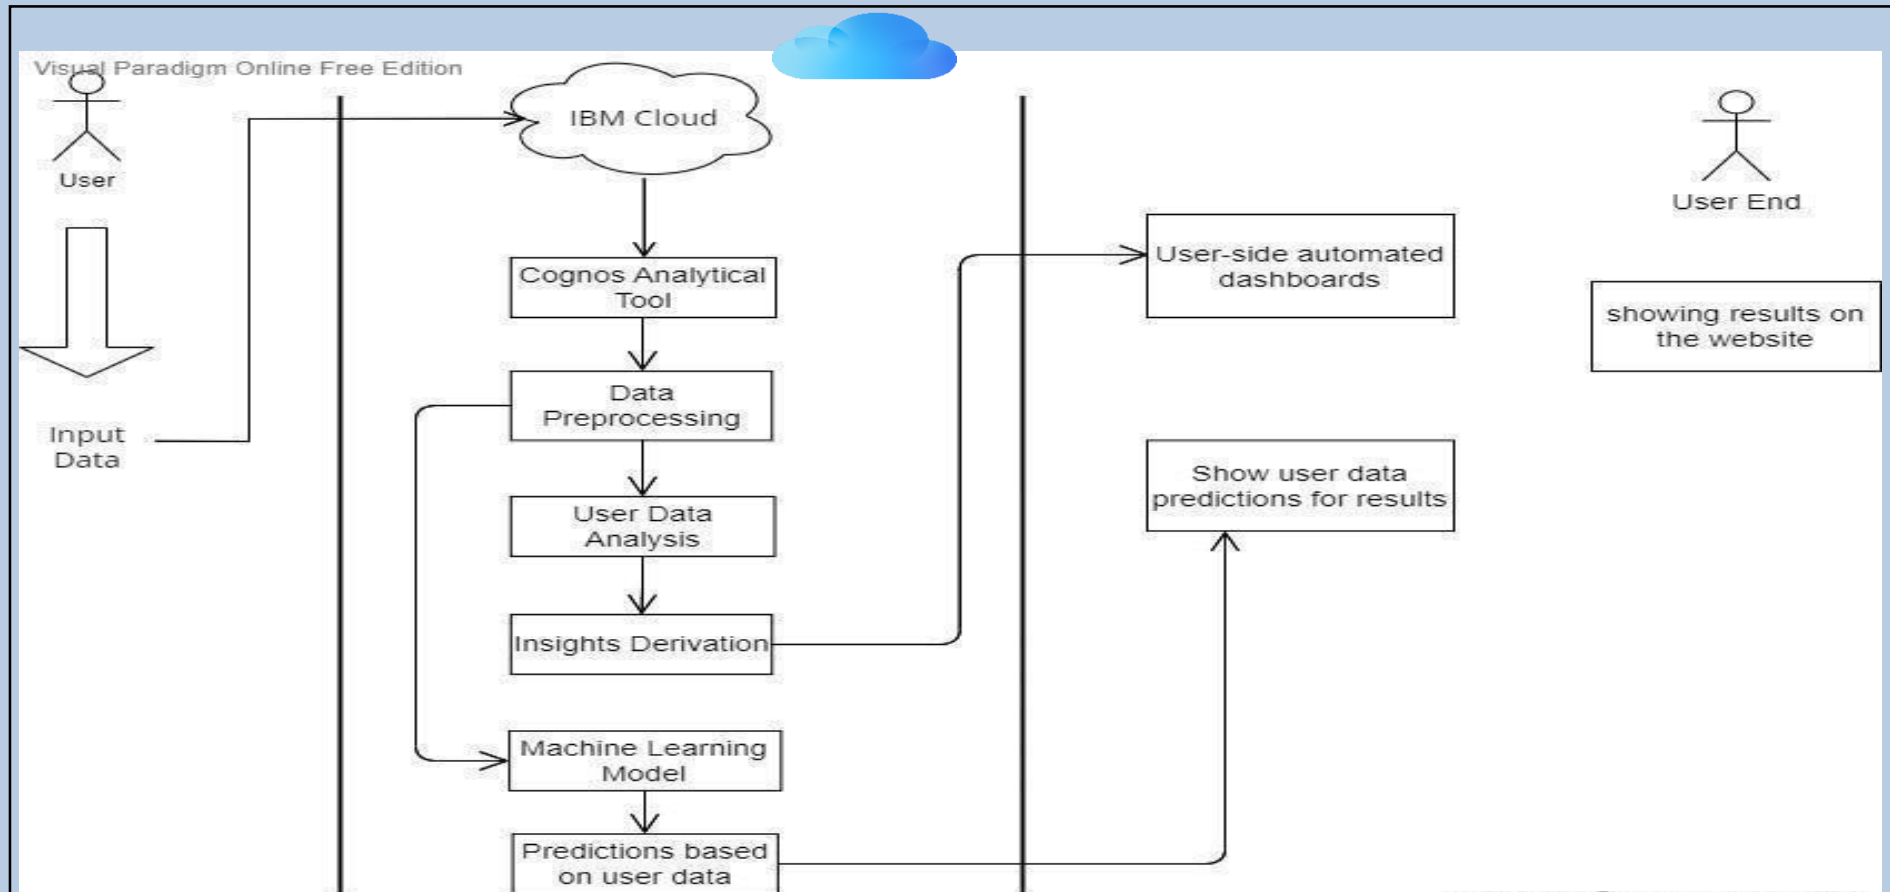 Visual Paradigm Online Free Edition
User
Input
Data
IBM Cloud
Cognos Analytical
Tool
Data
Preprocessing
User Data
Analysis
Insights Derivation
Machine Learning
Model
Predictions based
on user data
User-side automated
dashboards
Show user data
predictions for results
User End
showing results on
the website